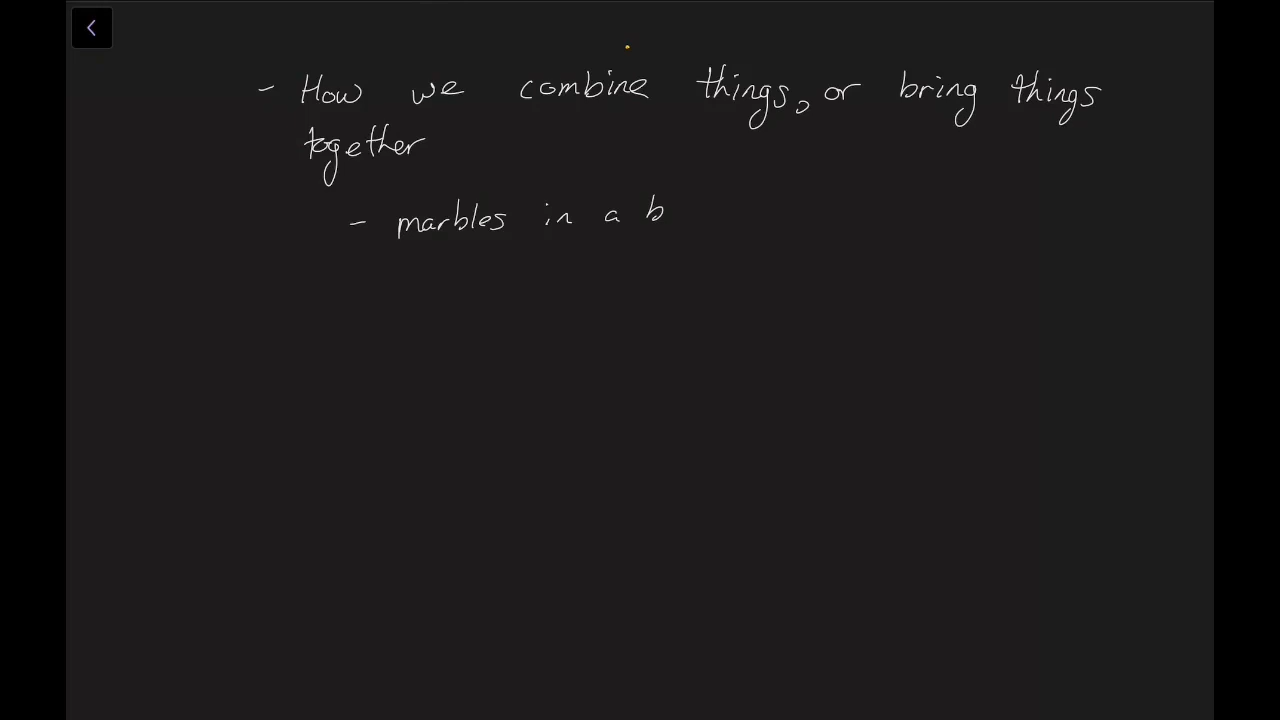 - How we combine things, or bring things
together
- marbles in a b